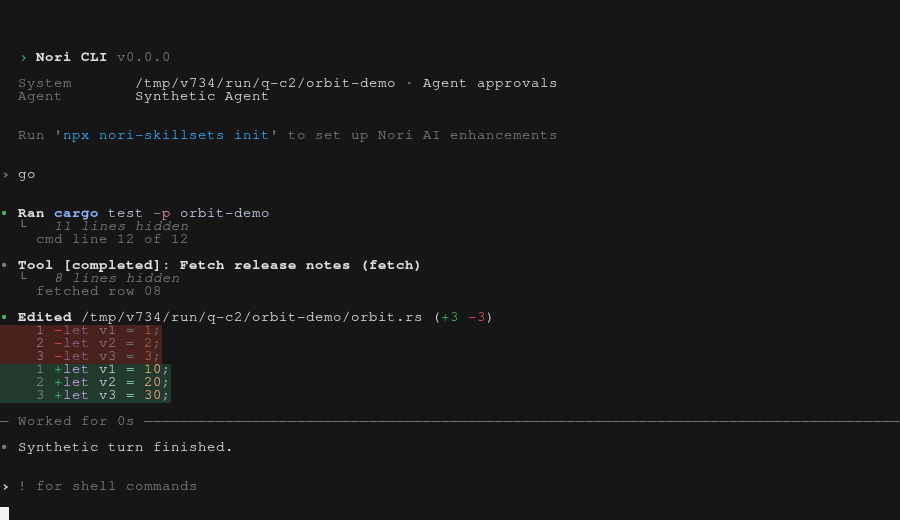 › Nori CLI v0.0.0
System /tmp/v734/run/q-c2/orbit-demo · Agent approvals
Agent Synthetic Agent
Run 'npx nori-skillsets init' to set up Nori AI enhancements
› go
• Ran cargo test -p orbit-demo
└ 11 lines hidden
cmd line 12 of 12
• Tool [completed]: Fetch release notes (fetch)
└ 8 lines hidden
fetched row 08
• Edited /tmp/v734/run/q-c2/orbit-demo/orbit.rs (+3 -3)
1 -let v1 = 1;
2 -let v2 = 2;
3 -let v3 = 3;
1 +let v1 = 10;
2 +let v2 = 20;
3 +let v3 = 30;
─ Worked for 0s ─
• Synthetic turn finished.
› ! for shell commands